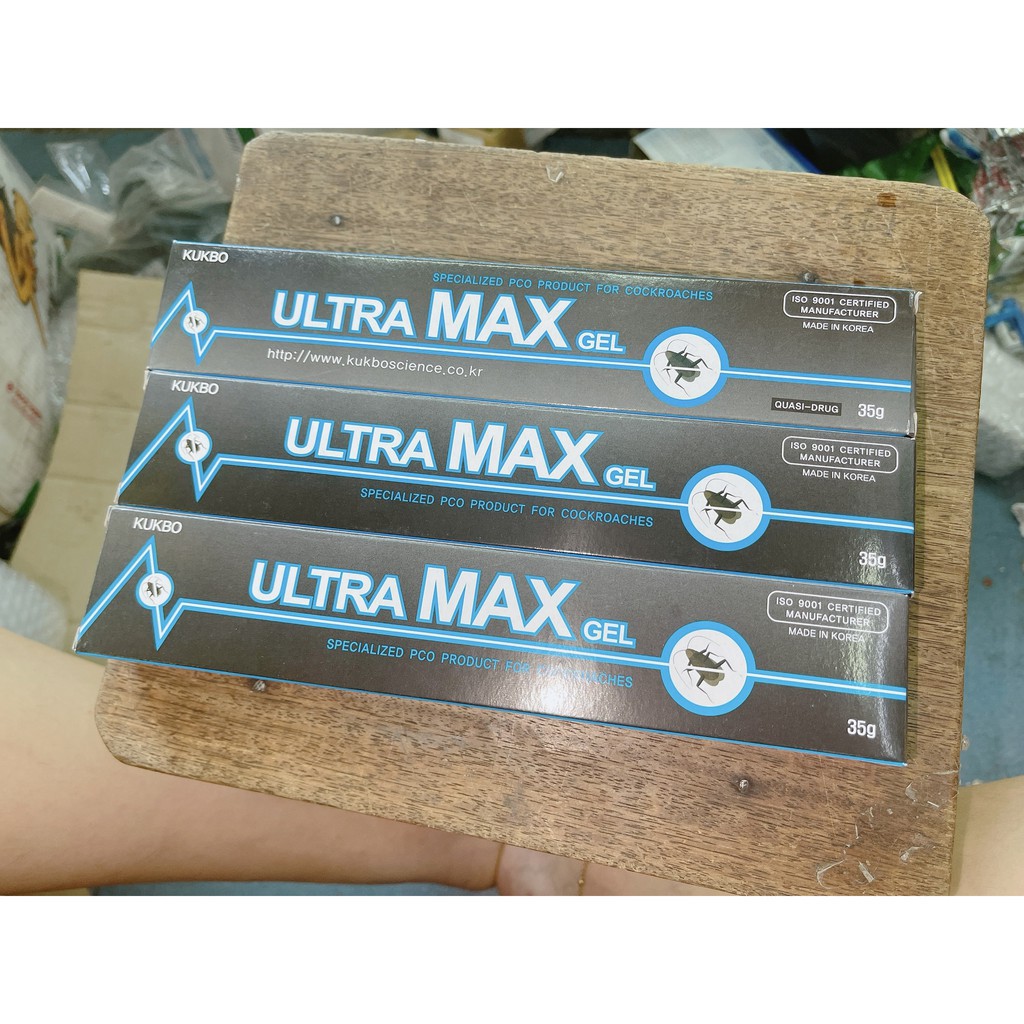 KUKBO
SPECIALIZED PCO PRODUCT FOR COCKROACHES
ULTRA MAX GEL
http://www.kukboscience.co.kr
ISO 9001 CERTIFIED
MANUFACTURER
MADE IN KOREA
QUASI-DRUG
35g
KUKBO
ULTRA MAX GEL
SPECIALIZED PCO PRODUCT FOR COCKROACHES
ISO 9001 CERTIFIED
MANUFACTURER
MADE IN KOREA
35g
KUKBO
ULTRA MAX GEL
SPECIALIZED PCO PRODUCT FOR COCKROACHES
ISO 9001 CERTIFIED
MANUFACTURER
MADE IN KOREA
35g